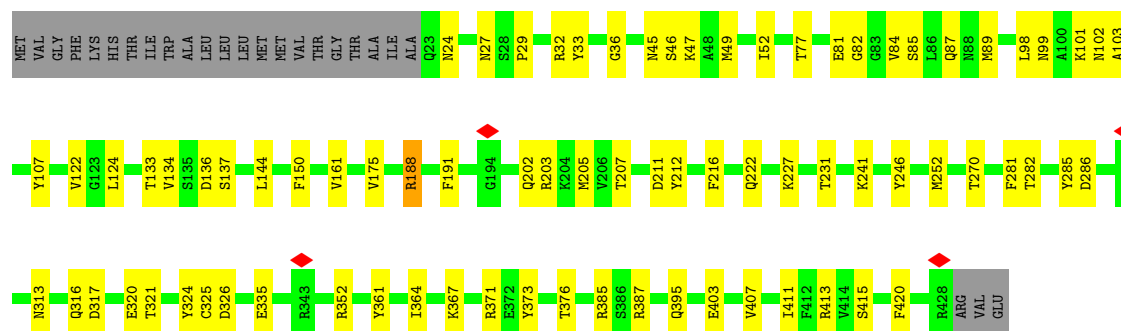 MET VAL GLY PHE LYS HIS THR ILE TRP ALA LEU LEU LEU MET MET VAL THR GLY THR ALA ILE ALA Q23 N24 N27 S28 P29 R32 Y33 G36 N45 S46 K47 A48 M49 I52 T77 E81 G82 G83 V84 S85 L86 Q87 N88 M89 L98 N99 A100 K101 N102 A103
Y107 V122 G123 L124 T133 V134 S135 D136 S137 L144 F150 V161 V175 R188 F191 G194 Q202 R203 K204 M205 V206 T207 D211 Y212 F216 Q222 K227 T231 K241 Y246 M252 T270 F281 T282 Y285 D286
N313 Q316 D317 E320 T321 Y324 C325 D326 E335 R343 R352 Y361 I364 K367 R371 E372 Y373 T376 R385 S386 R387 Q395 E403 V407 I411 F412 R413 V414 S415 F420 R428 ARG VAL GLU